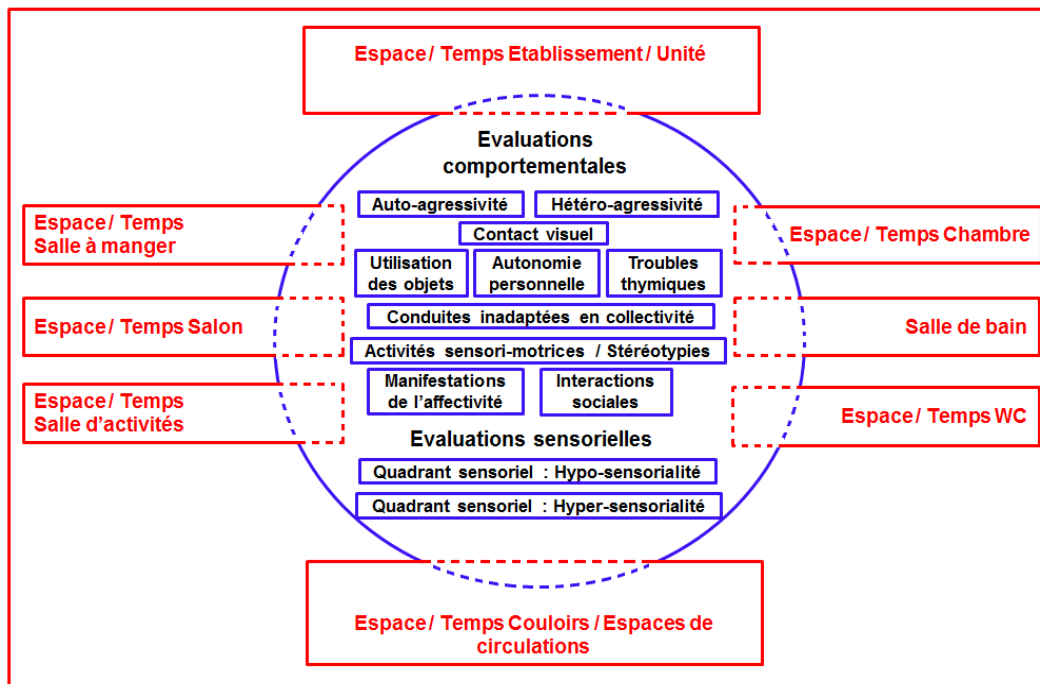 Espace / Temps Etablissement / Unité
Evaluations
comportementales
Auto-agressivité
Hétéro-agressivité
Contact visuel
Utilisation
des objets
Autonomie
personnelle
Troubles
thymiques
Conduites inadaptées en collectivité
Activités sensori-motrices / Stéréotypies
Manifestations
de l’affectivité
Interactions
sociales
Evaluations sensorielles
Quadrant sensoriel : Hypo-sensorialité
Quadrant sensoriel : Hyper-sensorialité
Espace / Temps
Salle à manger
Espace / Temps Salon
Espace / Temps
Salle d’activités
Espace / Temps Chambre
Salle de bain
Espace / Temps WC
Espace / Temps Couloirs / Espaces de
circulations